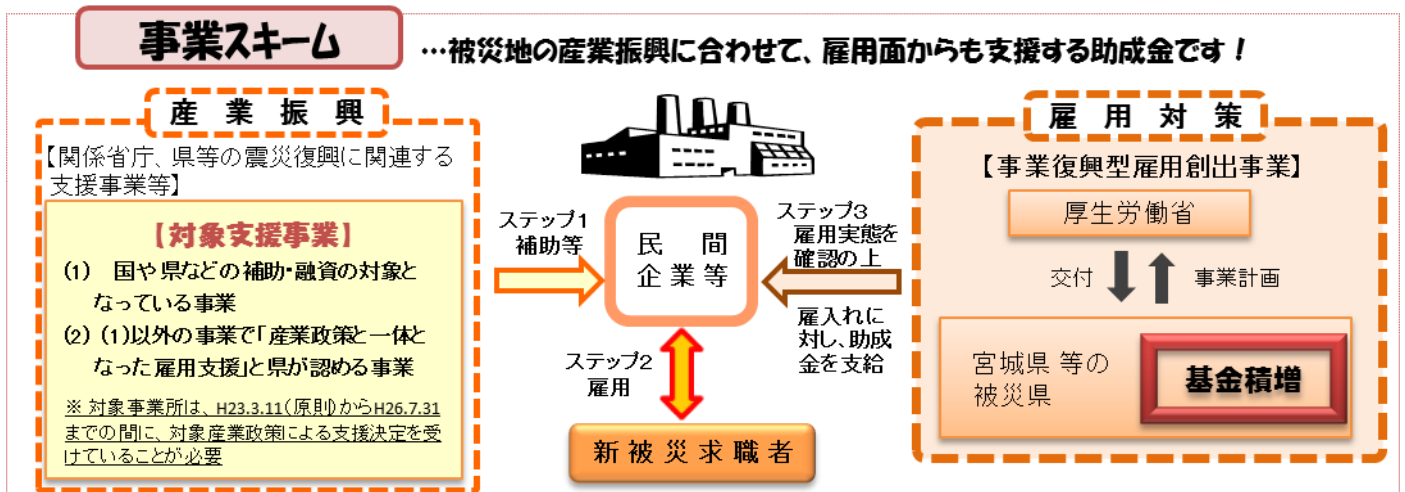 事業スキーム
…被災地の産業振興に合わせて、雇用面からも支援する助成金です！
産業振興
【関係省庁、県等の震災復興に関連する
支援事業等】
【対象支援事業】
(1)　国や県などの補助・融資の対象と
なっている事業
(2) (1)以外の事業で「産業政策と一体と
なった雇用支援」と県が認める事業
※ 対象事業所は、H23.3.11(原則)からH26.7.31
までの間に、対象産業政策による支援決定を受
けていることが必要
ステップ1
補助等
民間
企業等
ステップ2
雇用
新被災求職者
ステップ3
雇用実態を
確認の上
雇入れに
対し、助成
金を支給
雇用対策
【事業復興型雇用創出事業】
厚生労働省
交付
事業計画
宮城県 等の
被災県
基金積増